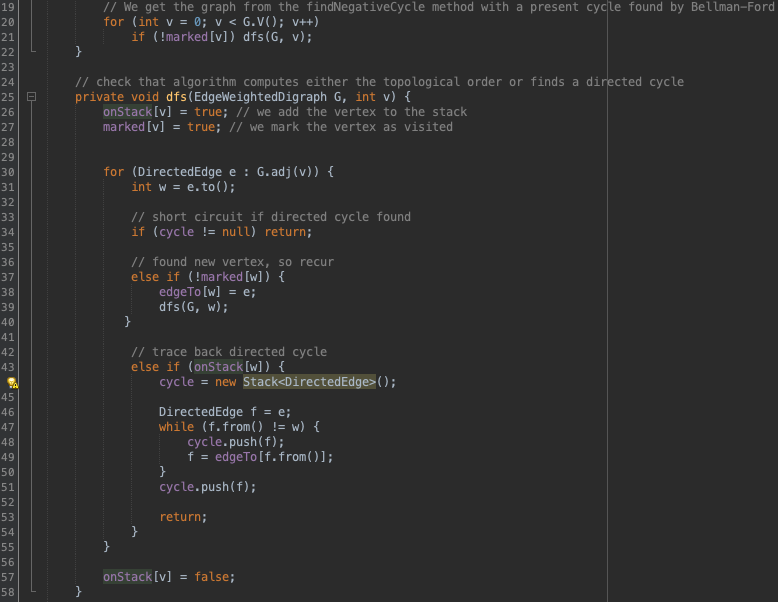 19 // We get the graph from the findNegativeCycle method with a present cycle found by Bellman-Ford
20 for (int v = 0; v < G.V(); v++)
21 if (!marked[v]) dfs(G, v);
22 }
23
24 // check that algorithm computes either the topological order or finds a directed cycle
25 private void dfs(EdgeWeightedDigraph G, int v) {
26 onStack[v] = true; // we add the vertex to the stack
27 marked[v] = true; // we mark the vertex as visited
28
29
30 for (DirectedEdge e : G.adj(v)) {
31 int w = e.to();
32
33 // short circuit if directed cycle found
34 if (cycle != null) return;
35
36 // found new vertex, so recur
37 else if (!marked[w]) {
38 edgeTo[w] = e;
39 dfs(G, w);
40 }
41
42 // trace back directed cycle
43 else if (onStack[w]) {
cycle = new Stack<DirectedEdge>();
45
46 DirectedEdge f = e;
47 while (f.from() != w) {
48 cycle.push(f);
49 f = edgeTo[f.from()];
50 }
51 cycle.push(f);
52
53 return;
54 }
55 }
56
57 onStack[v] = false;
58 }